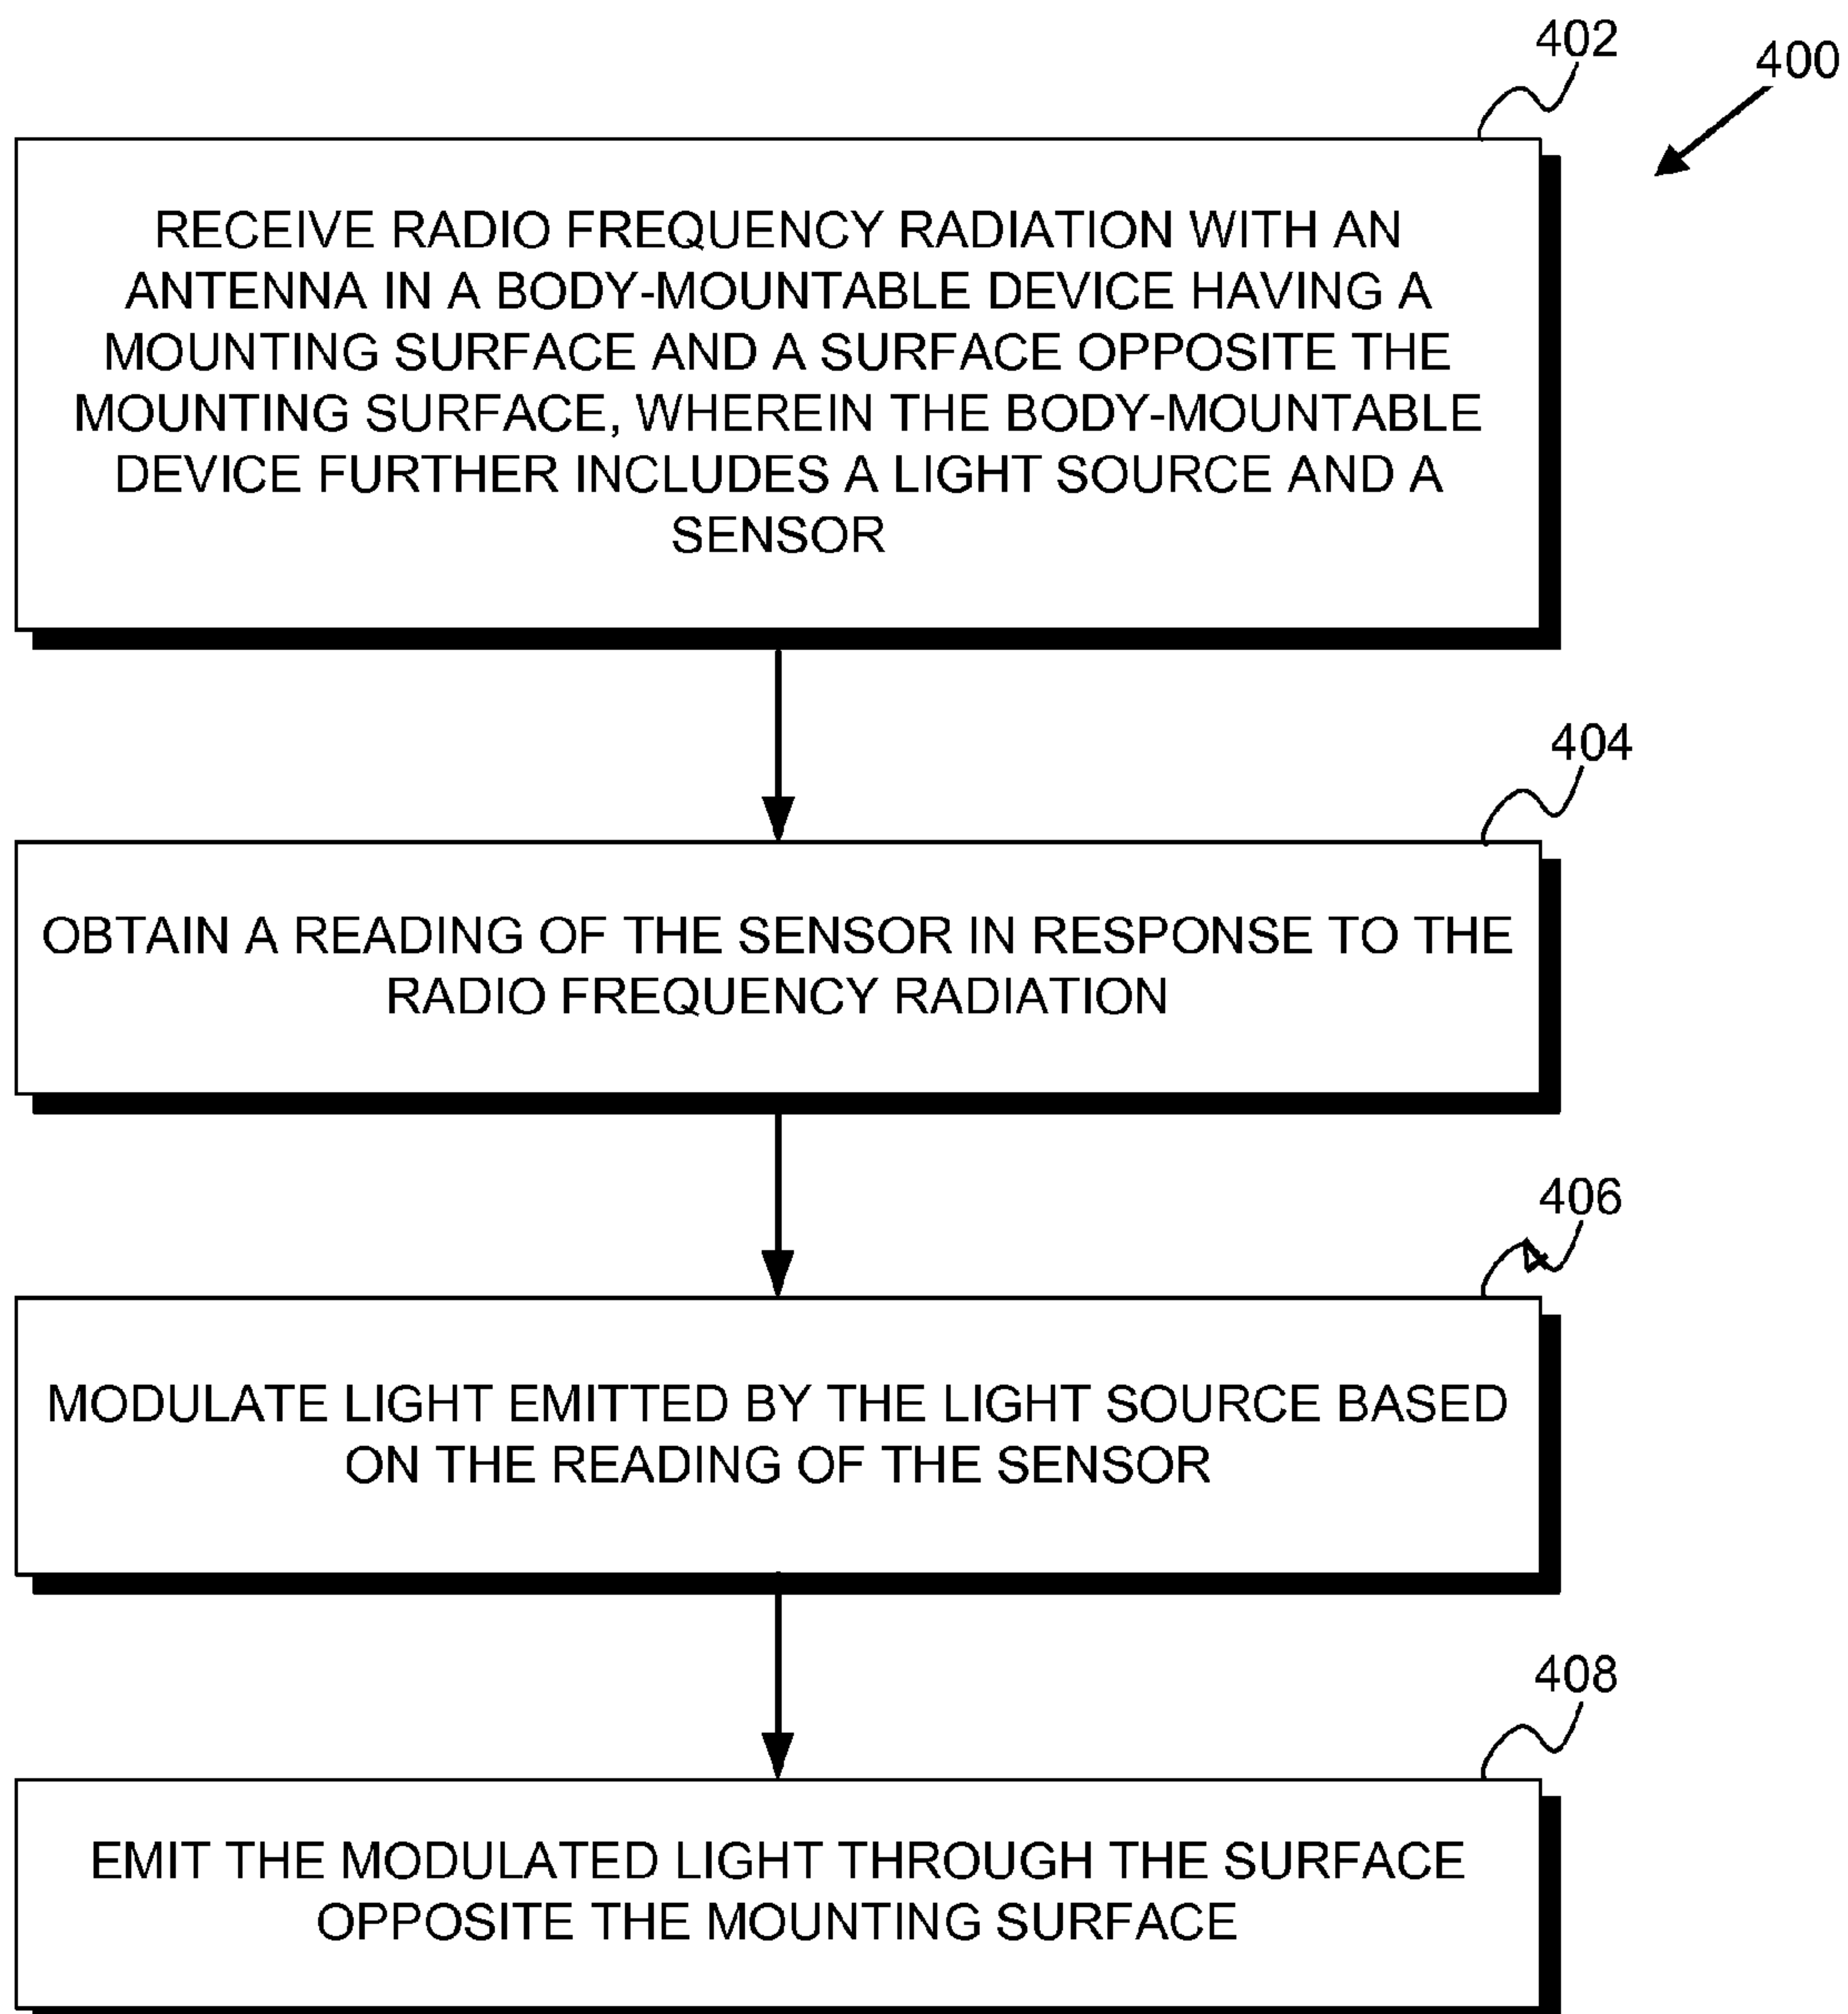 402
400
RECEIVE RADIO FREQUENCY RADIATION WITH AN
ANTENNA IN A BODY-MOUNTABLE DEVICE HAVING A
MOUNTING SURFACE AND A SURFACE OPPOSITE THE
MOUNTING SURFACE, WHEREIN THE BODY-MOUNTABLE
DEVICE FURTHER INCLUDES A LIGHT SOURCE AND A
SENSOR
404
OBTAIN A READING OF THE SENSOR IN RESPONSE TO THE
RADIO FREQUENCY RADIATION
406
MODULATE LIGHT EMITTED BY THE LIGHT SOURCE BASED
ON THE READING OF THE SENSOR
408
EMIT THE MODULATED LIGHT THROUGH THE SURFACE
OPPOSITE THE MOUNTING SURFACE